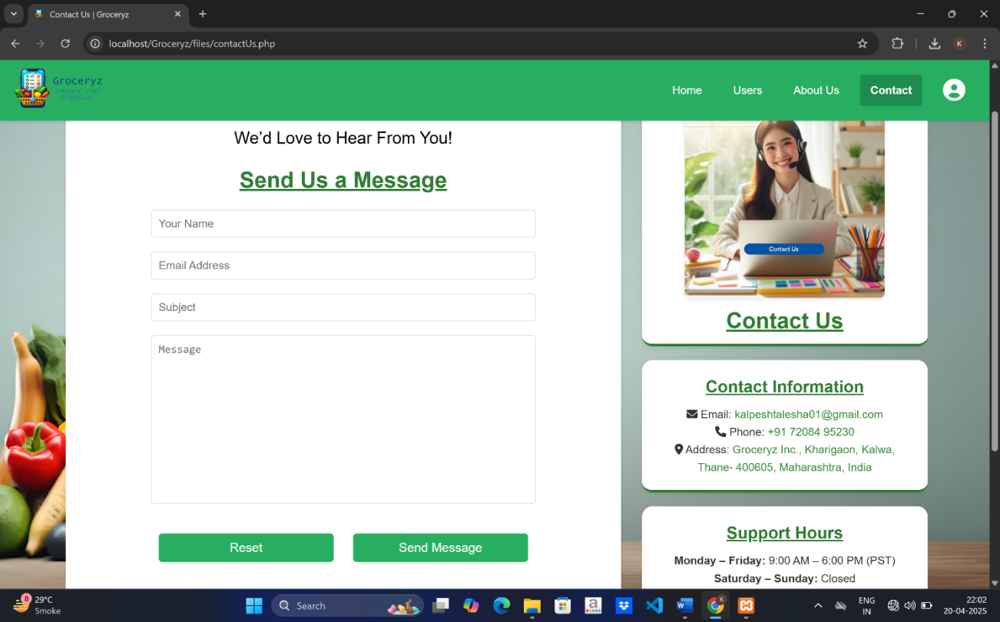 Contact Us | Groceryz
localhost/Groceryz/files/contactUs.php
K
Groceryz
Grocery List
Organizer
Home
Users
About Us
Contact
We'd Love to Hear From You!
Send Us a Message
Your Name
Email Address
Subject
Message
Reset
Send Message
Contact Us
Contact Us
Contact Information
Email: kalpeshtalesha01@gmail.com
Phone: +91 72084 95230
Address: Groceryz Inc., Kharigaon, Kalwa,
Thane- 400605, Maharashtra, India
Support Hours
Monday – Friday: 9:00 AM – 6:00 PM (PST)
Saturday – Sunday: Closed
8
29°C
Smoke
Search
a
W
K
ENG
IN
22:02
20-04-2025